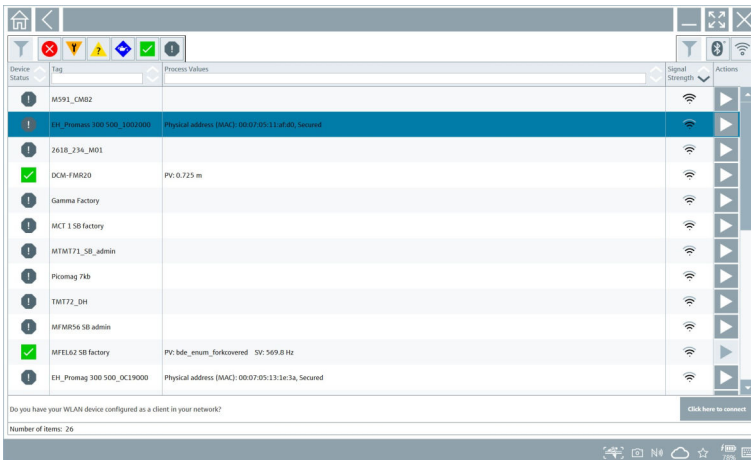 Device Status
Tag
Process Values
Signal Strength
Actions
M591_CM82
EH_Promass 300 500_1002000 Physical address (MAC): 00:07:05:11:af:d0, Secured
2618_234_M01
DCM-FMR20 PV: 0.725 m
Gamma Factory
MCT 1 SB factory
MTMT71_SB_admin
Picomag 7kb
TMT72_DH
MFMR56 SB admin
MFEL62 SB factory PV: bde_enum_forkcovered SV: 569.8 Hz
EH_Promag 300 500_0C19000 Physical address (MAC): 00:07:05:13:1e:3a, Secured
Do you have your WLAN device configured as a client in your network?
Click here to connect
Number of items: 26
78%